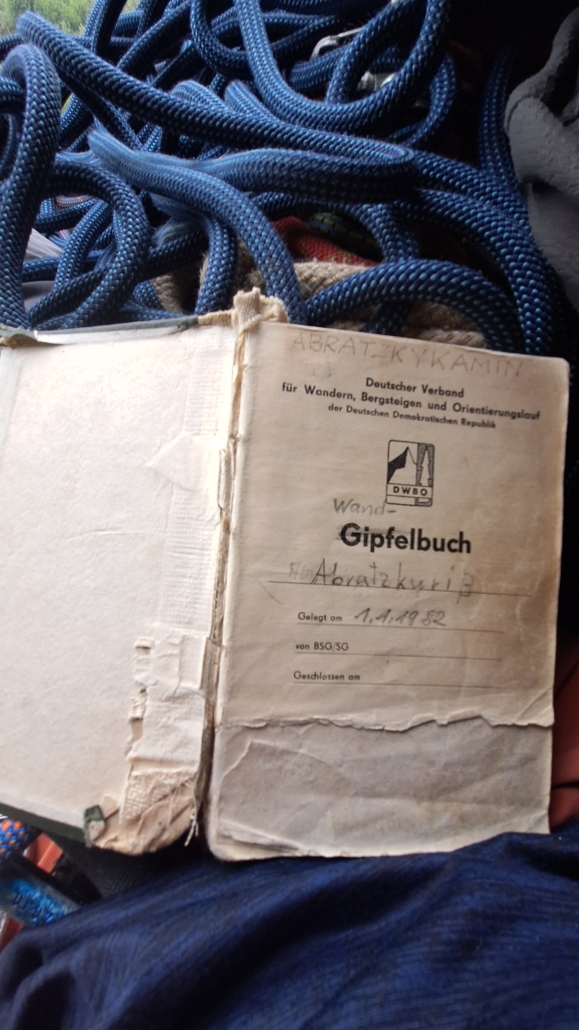 ABRATZKYKAMIN
Deutscher Verband
für Wandern, Bergsteigen und Orientierungslauf
der Deutschen Demokratischen Republik
DWBO
Wand-
Gipfelbuch
Abratzkyriß
Gelegt am 1.1.1982
von BSG/SG
Geschlossen am